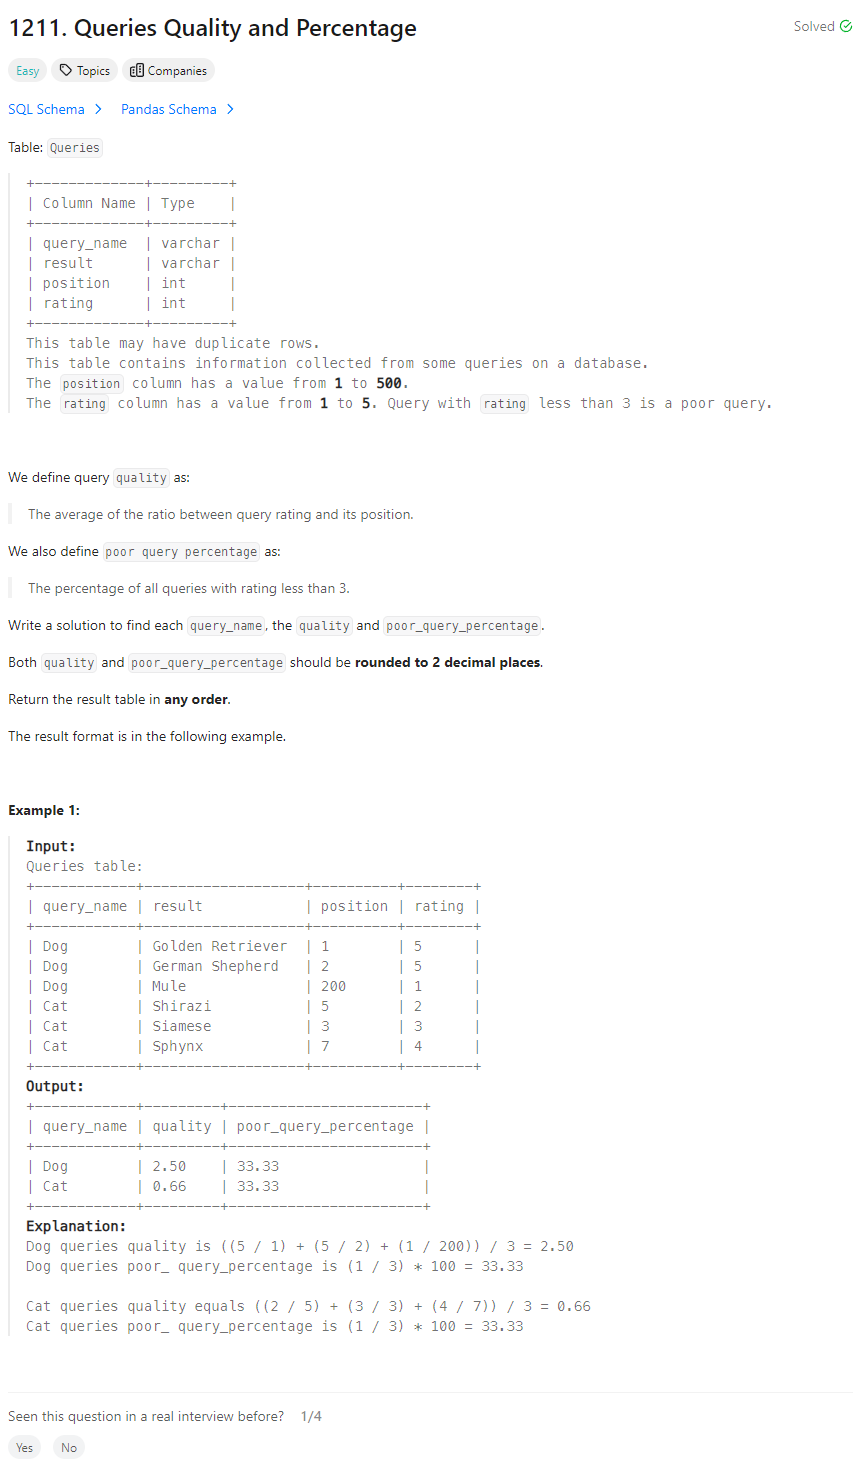 1211. Queries Quality and Percentage
Solved
Easy Topics Companies
SQL Schema > Pandas Schema >
Table: Queries
+-------------+---------+
| Column Name | Type    |
+-------------+---------+
| query_name  | varchar |
| result      | varchar |
| position    | int     |
| rating      | int     |
+-------------+---------+
This table may have duplicate rows.
This table contains information collected from some queries on a database.
The position column has a value from 1 to 500.
The rating column has a value from 1 to 5. Query with rating less than 3 is a poor query.
We define query quality as:
The average of the ratio between query rating and its position.
We also define poor query percentage as:
The percentage of all queries with rating less than 3.
Write a solution to find each query_name, the quality and poor_query_percentage.
Both quality and poor_query_percentage should be rounded to 2 decimal places.
Return the result table in any order.
The result format is in the following example.
Example 1:
Input:
Queries table:
+------------+-------------------+----------+--------+
| query_name | result            | position | rating |
+------------+-------------------+----------+--------+
| Dog        | Golden Retriever  | 1        | 5      |
| Dog        | German Shepherd   | 2        | 5      |
| Dog        | Mule              | 200      | 1      |
| Cat        | Shirazi           | 5        | 2      |
| Cat        | Siamese           | 3        | 3      |
| Cat        | Sphynx            | 7        | 4      |
+------------+-------------------+----------+--------+
Output:
+------------+---------+-----------------------+
| query_name | quality | poor_query_percentage |
+------------+---------+-----------------------+
| Dog        | 2.50    | 33.33                 |
| Cat        | 0.66    | 33.33                 |
+------------+---------+-----------------------+
Explanation:
Dog queries quality is ((5 / 1) + (5 / 2) + (1 / 200)) / 3 = 2.50
Dog queries poor_ query_percentage is (1 / 3) * 100 = 33.33
Cat queries quality equals ((2 / 5) + (3 / 3) + (4 / 7)) / 3 = 0.66
Cat queries poor_ query_percentage is (1 / 3) * 100 = 33.33
Seen this question in a real interview before? 1/4
Yes No